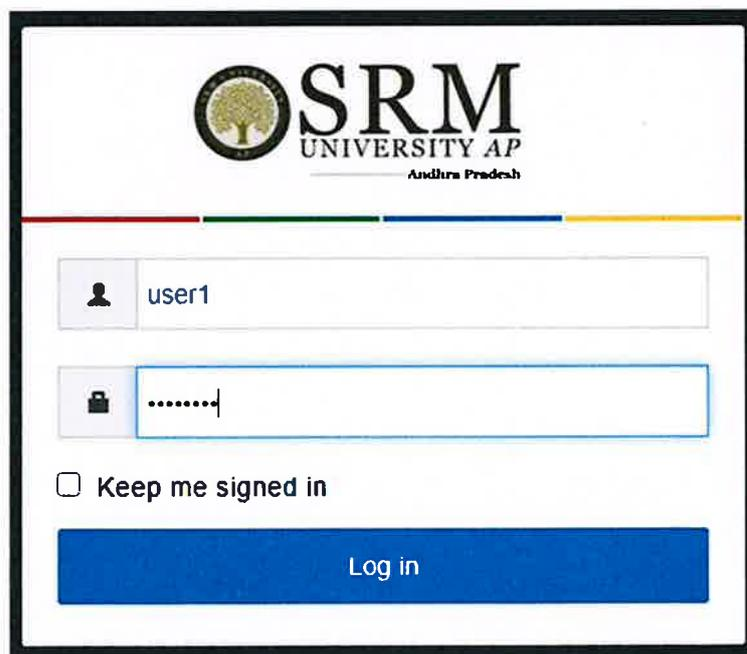 SRM
UNIVERSITY AP
Andhra Pradesh
user1
••••••••
Keep me signed in
Log in